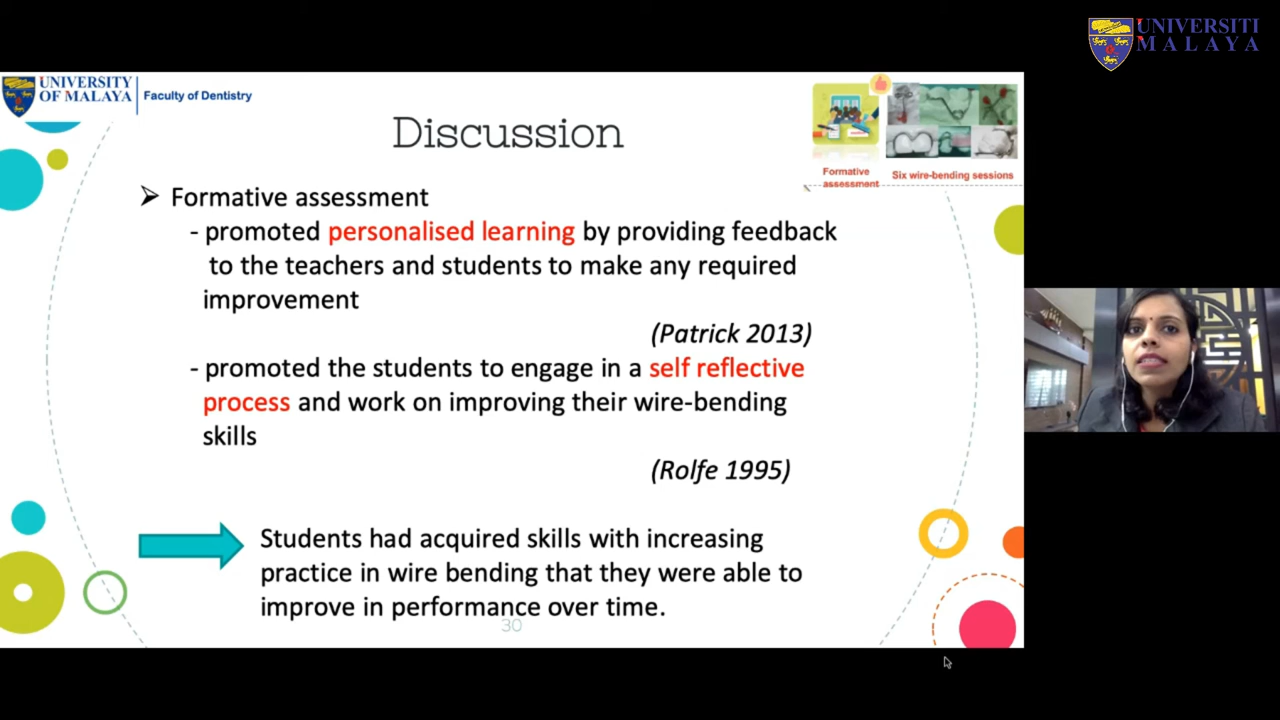 UNIVERSITI
MALAYA
UNIVERSITY
OF MALAYA
Faculty of Dentistry
Discussion
Formative
assessment
Six wire-bending sessions
➢ Formative assessment
- promoted personalised learning by providing feedback
to the teachers and students to make any required
improvement
(Patrick 2013)
- promoted the students to engage in a self reflective
process and work on improving their wire-bending
skills
(Rolfe 1995)
Students had acquired skills with increasing
practice in wire bending that they were able to
improve in performance over time.
30